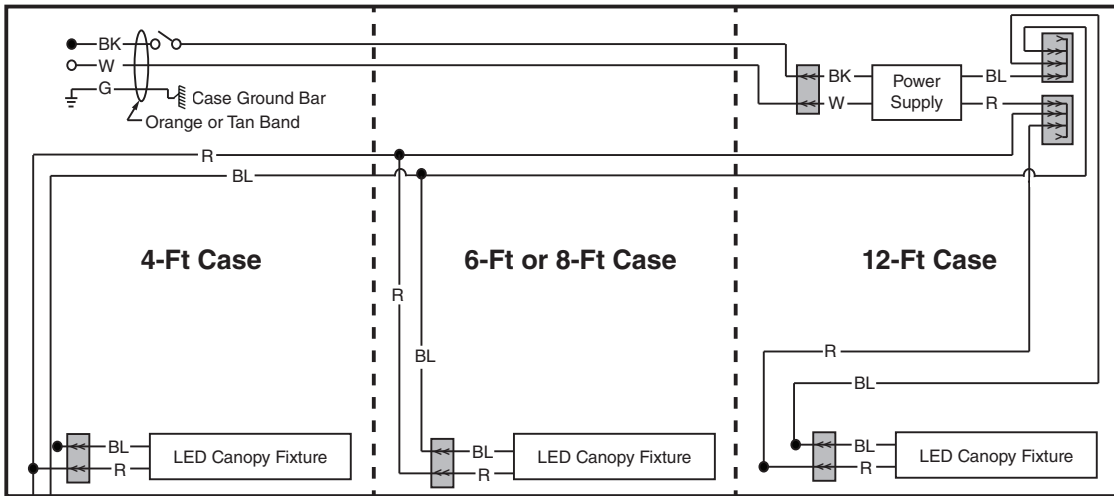 BK
W
G
Case Ground Bar
Orange or Tan Band
BK
W
Power
Supply
BL
R
R
BL
4-Ft Case
6-Ft or 8-Ft Case
12-Ft Case
R
BL
R
BL
BL
R
LED Canopy Fixture
BL
R
LED Canopy Fixture
BL
R
LED Canopy Fixture